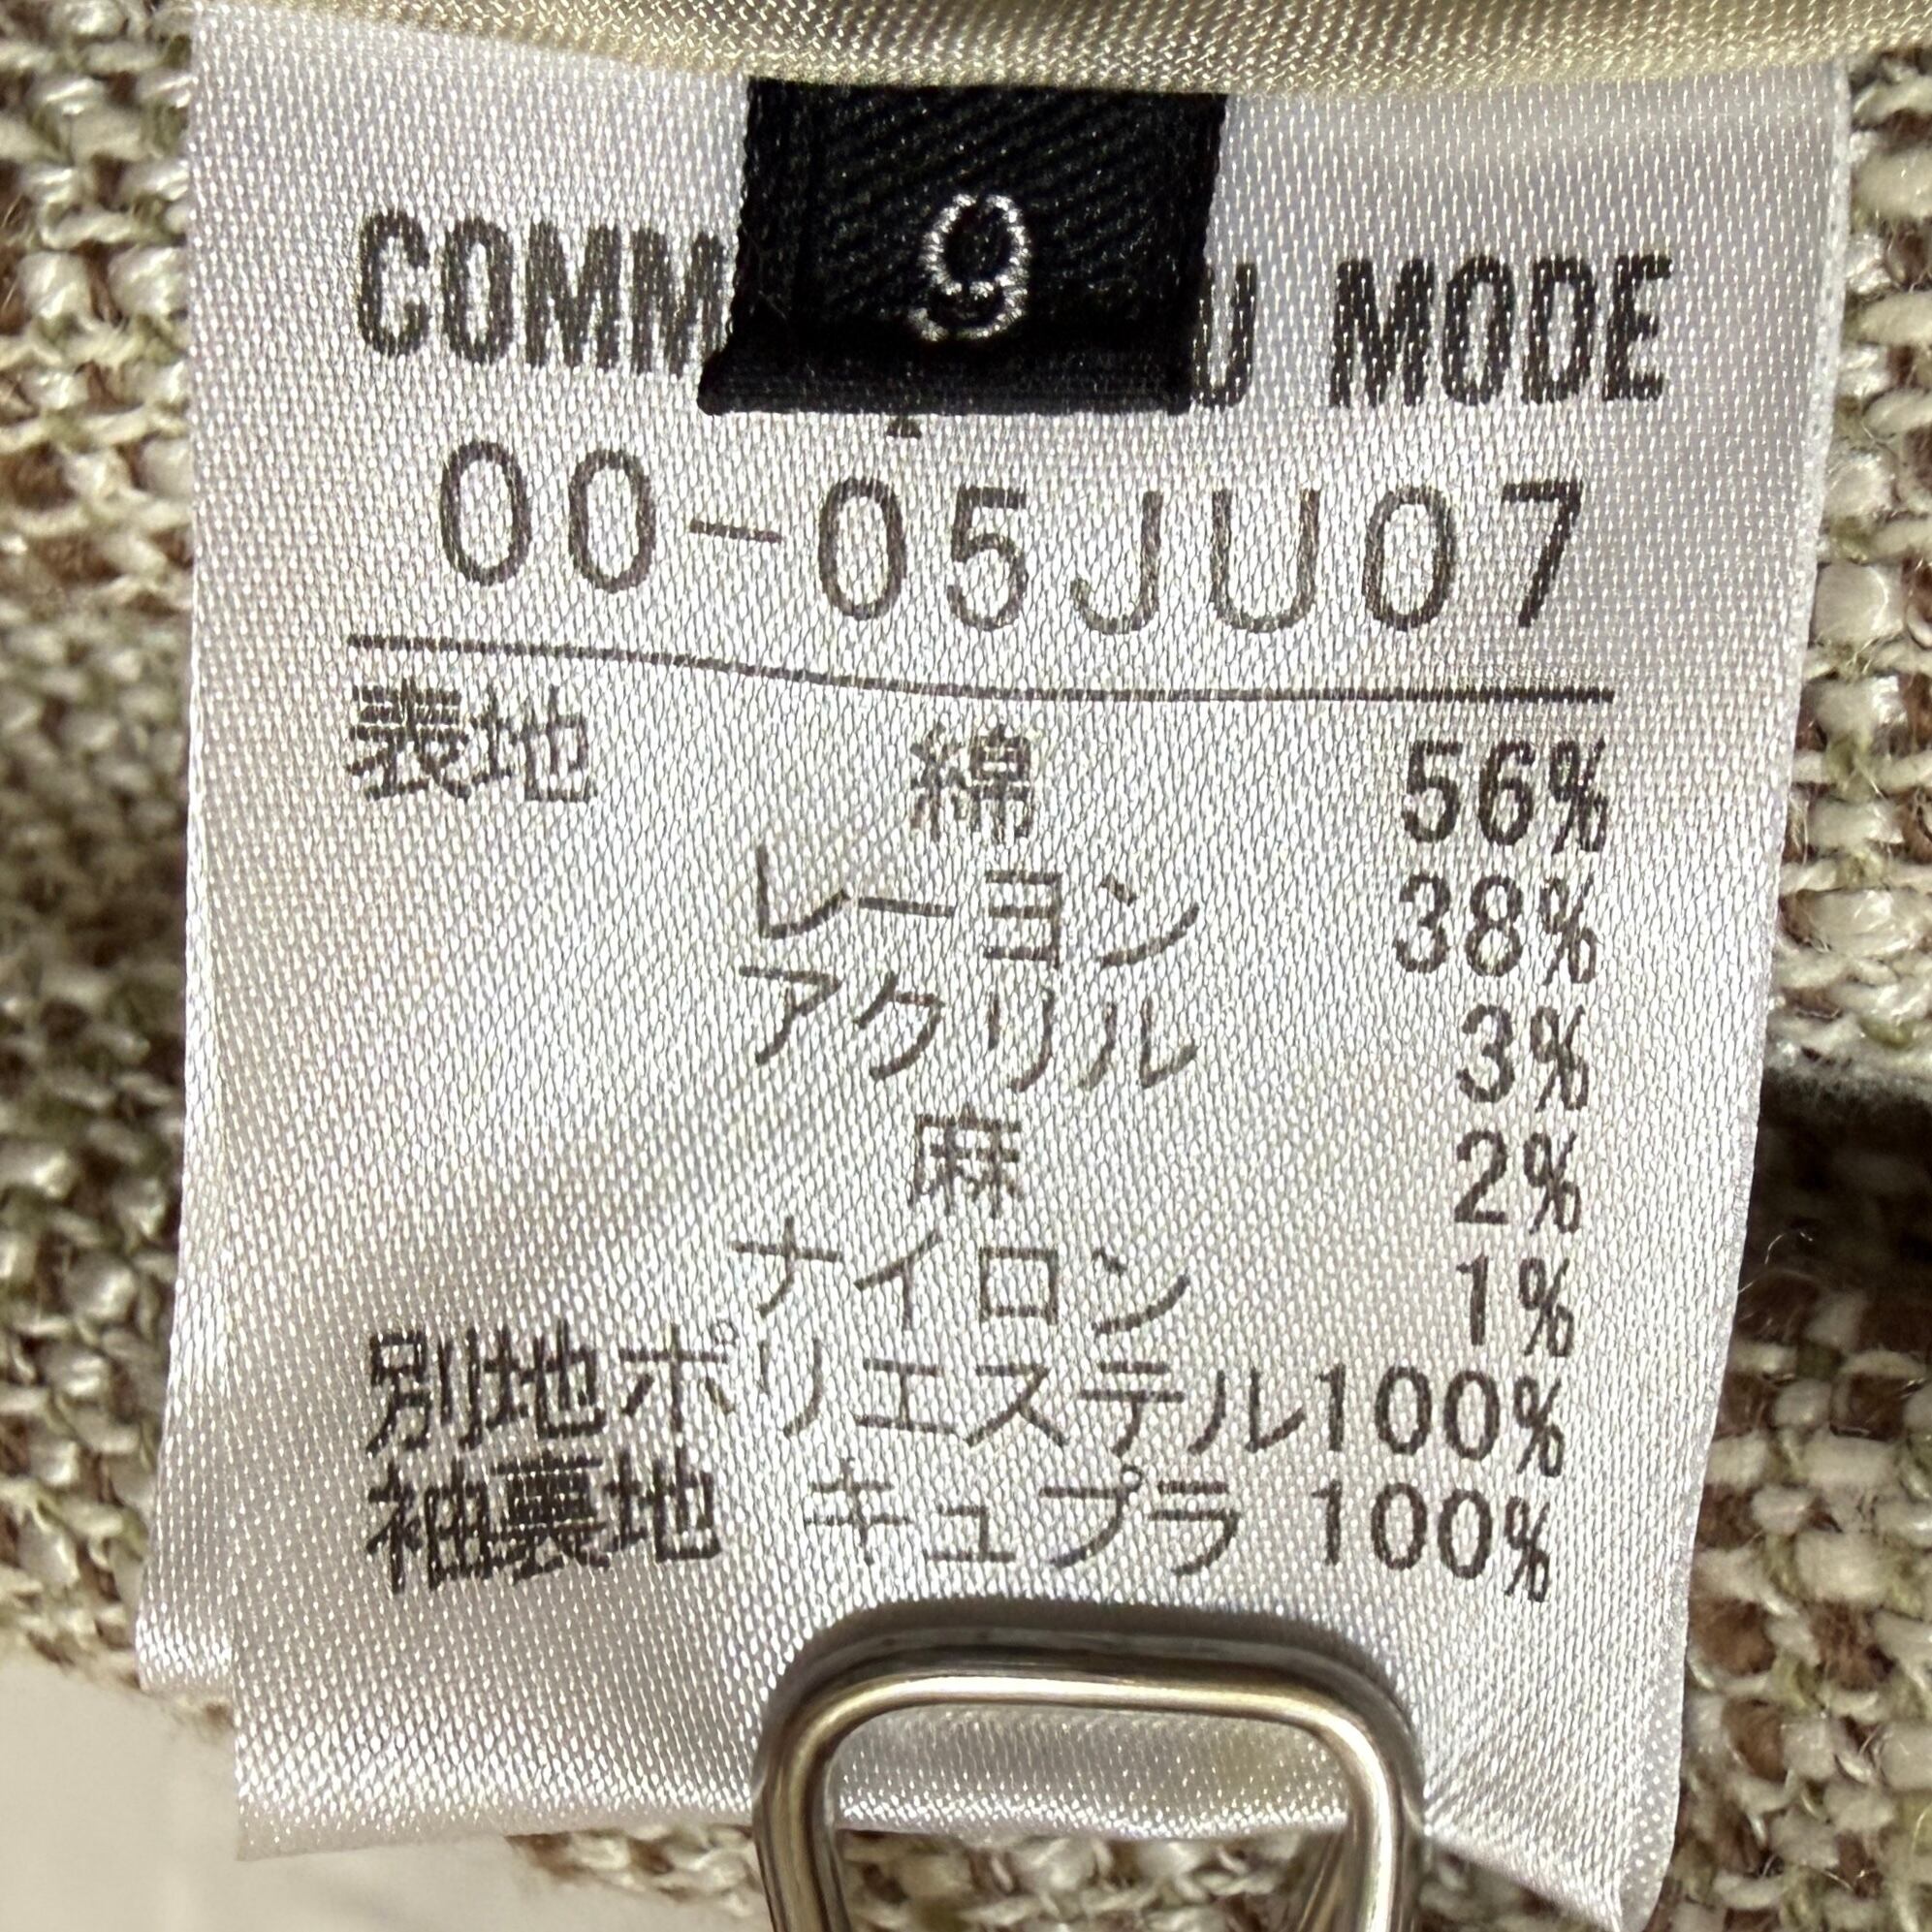 9
COMM U MODE
00-05JU07
表地 綿 56%
レーヨン 38%
アクリル 3%
麻 2%
ナイロン 1%
別地ポリエステル100%
袖裏地 キュプラ 100%